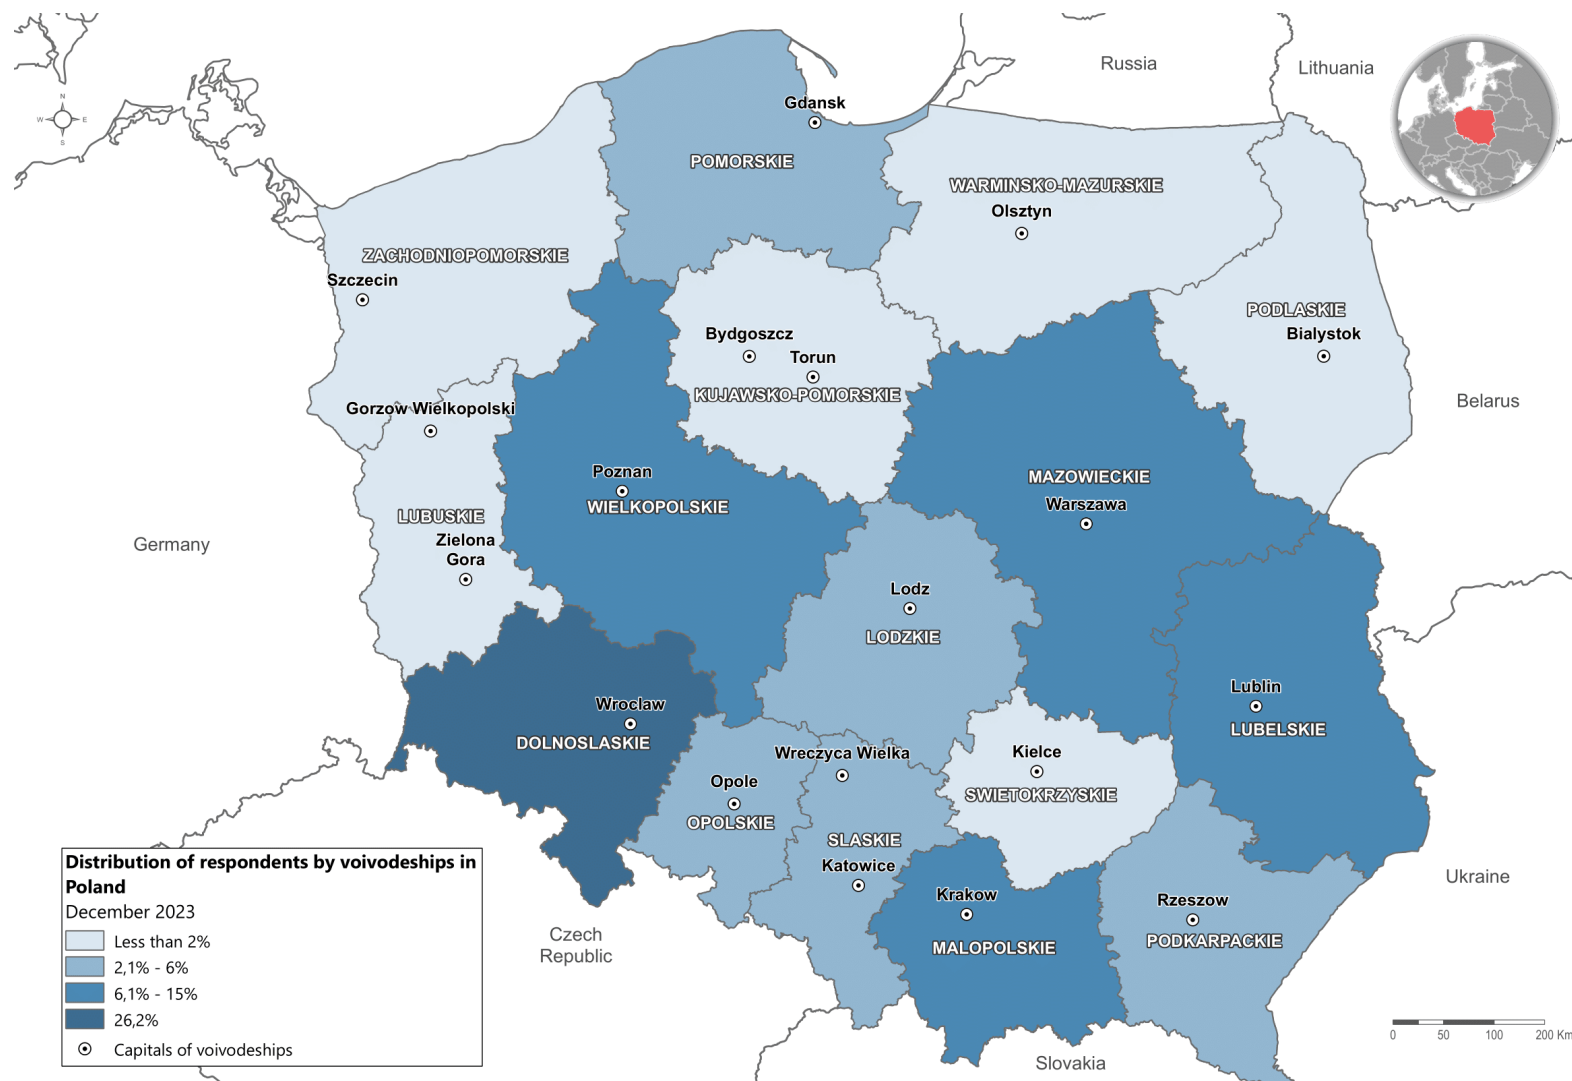 Russia
Lithuania
N
W
E
S
Gdansk
POMORSKIE
WARMINSKO-MAZURSKIE
Olsztyn
ZACHODNIOPOMORSKIE
Szczecin
PODLASKIE
Bialystok
Bydgoszcz
Torun
KUJAWSKO-POMORSKIE
Gorzow Wielkopolski
Belarus
Poznan
WIELKOPOLSKIE
MAZOWIECKIE
Warszawa
LUBUSKIE
Zielona
Gora
Germany
Lodz
LODZKIE
Lublin
LUBELSKIE
Wroclaw
DOLNOSLASKIE
Wreczyca Wielka
Kielce
SWIETOKRZYSKIE
Opole
OPOLSKIE
SLASKIE
Katowice
Krakow
MALOPOLSKIE
Rzeszow
PODKARPACKIE
Ukraine
Czech
Republic
Slovakia
Distribution of respondents by voivodeships in
Poland
December 2023
Less than 2%
2,1% - 6%
6,1% - 15%
26,2%
Capitals of voivodeships
0 50 100 200 Km